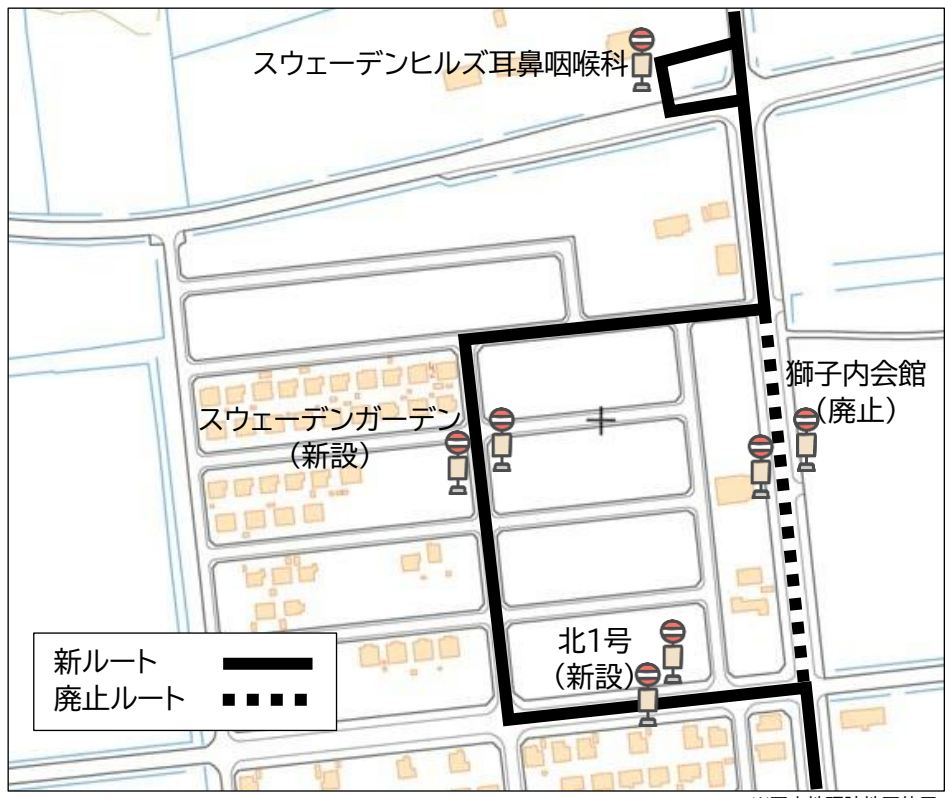 スウェーデンヒルズ耳鼻咽喉科
獅子内会館
（廃止）
スウェーデンガーデン
（新設）
北1号
（新設）
新ルート
廃止ルート